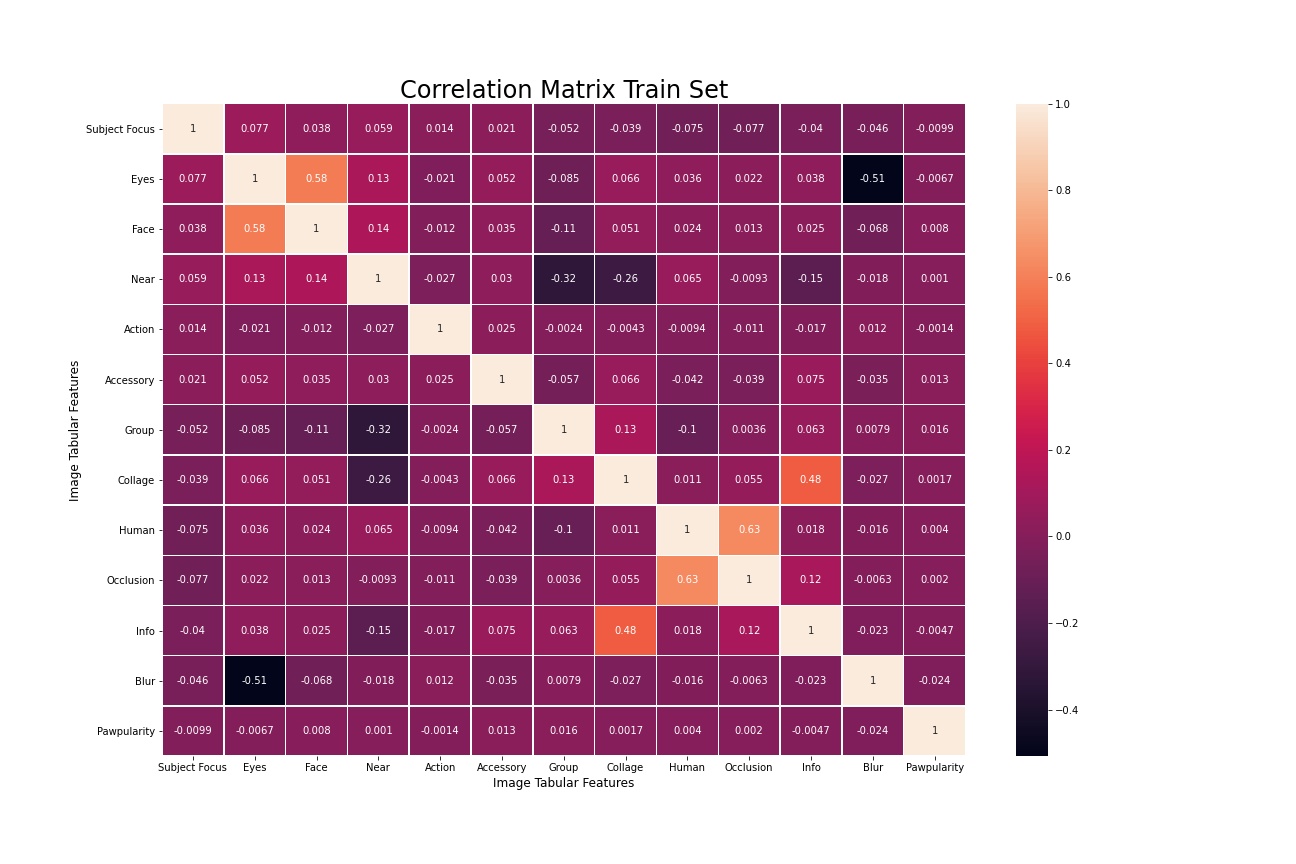 Correlation Matrix Train Set
Subject Focus 1 0.077 0.038 0.059 0.014 0.021 -0.052 -0.039 -0.075 -0.077 -0.04 -0.046 -0.0099
Eyes 0.077 1 0.58 0.13 -0.021 0.052 -0.085 0.066 0.036 0.022 0.038 -0.51 -0.0067
Face 0.038 0.58 1 0.14 -0.012 0.035 -0.11 0.051 0.024 0.013 0.025 -0.068 0.008
Near 0.059 0.13 0.14 1 -0.027 0.03 -0.32 -0.26 0.065 -0.0093 -0.15 -0.018 0.001
Action 0.014 -0.021 -0.012 -0.027 1 0.025 -0.0024 -0.0043 -0.0094 -0.011 -0.017 0.012 -0.0014
Accessory 0.021 0.052 0.035 0.03 0.025 1 -0.057 0.066 -0.042 -0.039 0.075 -0.035 0.013
Group -0.052 -0.085 -0.11 -0.32 -0.0024 -0.057 1 0.13 -0.1 0.0036 0.063 0.0079 0.016
Collage -0.039 0.066 0.051 -0.26 -0.0043 0.066 0.13 1 0.011 0.055 0.48 -0.027 0.0017
Human -0.075 0.036 0.024 0.065 -0.0094 -0.042 -0.1 0.011 1 0.63 0.018 -0.016 0.004
Occlusion -0.077 0.022 0.013 -0.0093 -0.011 -0.039 0.0036 0.055 0.63 1 0.12 -0.0063 0.002
Info -0.04 0.038 0.025 -0.15 -0.017 0.075 0.063 0.48 0.018 0.12 1 -0.023 -0.0047
Blur -0.046 -0.51 -0.068 -0.018 0.012 -0.035 0.0079 -0.027 -0.016 -0.0063 -0.023 1 -0.024
Pawpularity -0.0099 -0.0067 0.008 0.001 -0.0014 0.013 0.016 0.0017 0.004 0.002 -0.0047 -0.024 1
Subject Focus Eyes Face Near Action Accessory Group Collage Human Occlusion Info Blur Pawpularity
Image Tabular Features
Image Tabular Features
1.0
0.8
0.6
0.4
0.2
0.0
−0.2
−0.4